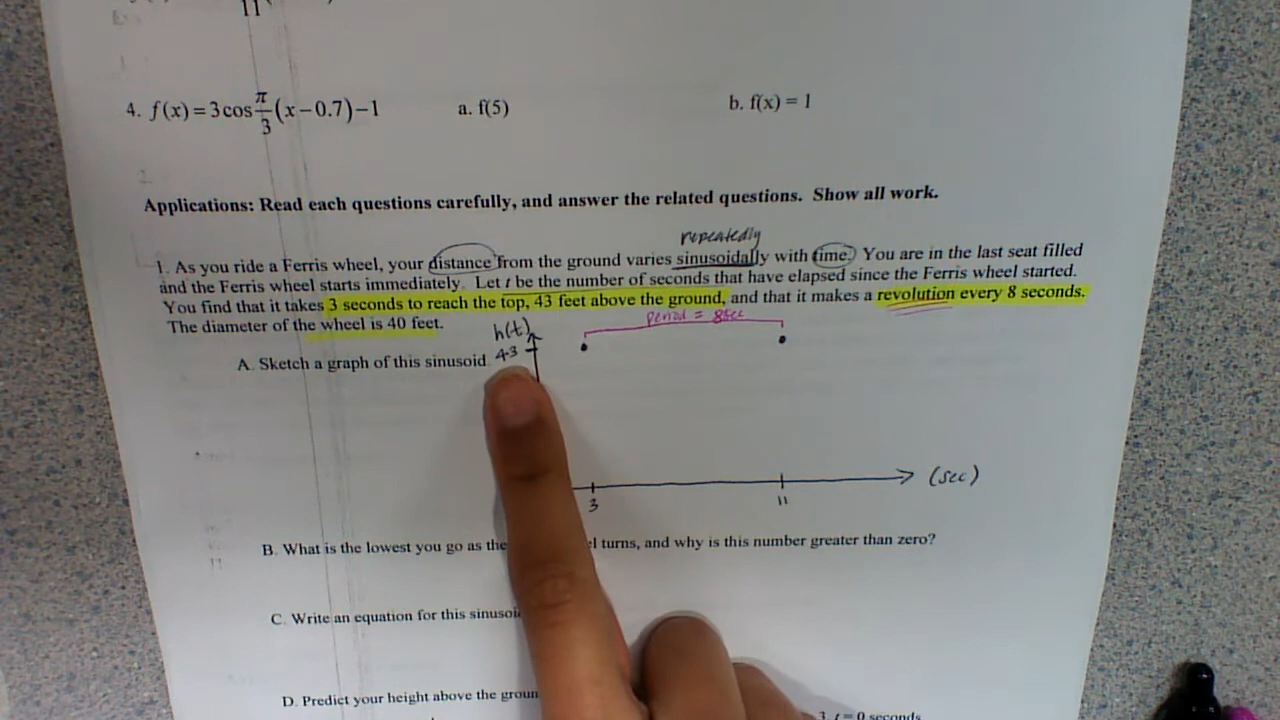 11
4. f(x) = 3cos π/3 (x − 0.7) − 1 a. f(5) b. f(x) = 1
Applications: Read each questions carefully, and answer the related questions. Show all work.
repeatedly
1. As you ride a Ferris wheel, your distance from the ground varies sinusoidally with time. You are in the last seat filled
and the Ferris wheel starts immediately. Let t be the number of seconds that have elapsed since the Ferris wheel started.
You find that it takes 3 seconds to reach the top, 43 feet above the ground, and that it makes a revolution every 8 seconds.
The diameter of the wheel is 40 feet.
period = 8sec
h(t)
43
A. Sketch a graph of this sinusoid
(sec)
3 11
B. What is the lowest you go as the turns, and why is this number greater than zero?
C. Write an equation for this
D. Predict your height above the
3. t = 0 seconds